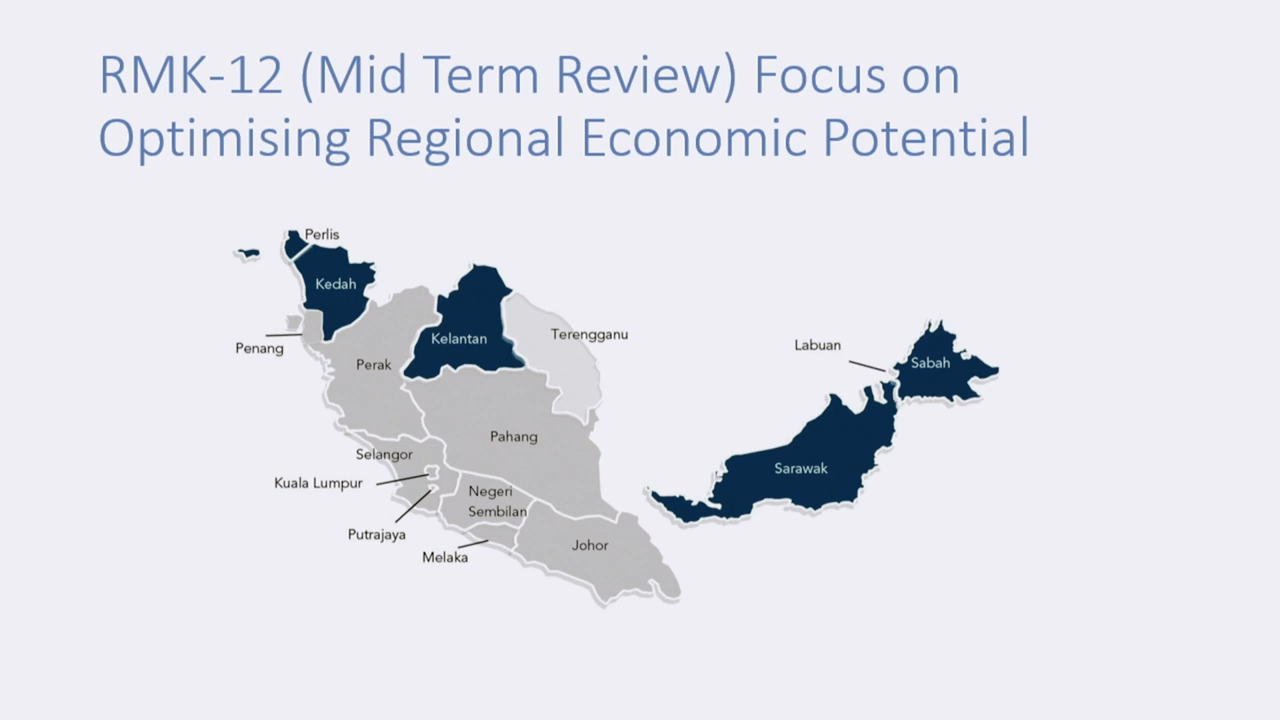 RMK-12 (Mid Term Review) Focus on
Optimising Regional Economic Potential
Perlis
Kedah
Penang
Perak
Kelantan
Terengganu
Pahang
Selangor
Kuala Lumpur
Putrajaya
Negeri
Sembilan
Melaka
Johor
Labuan
Sabah
Sarawak